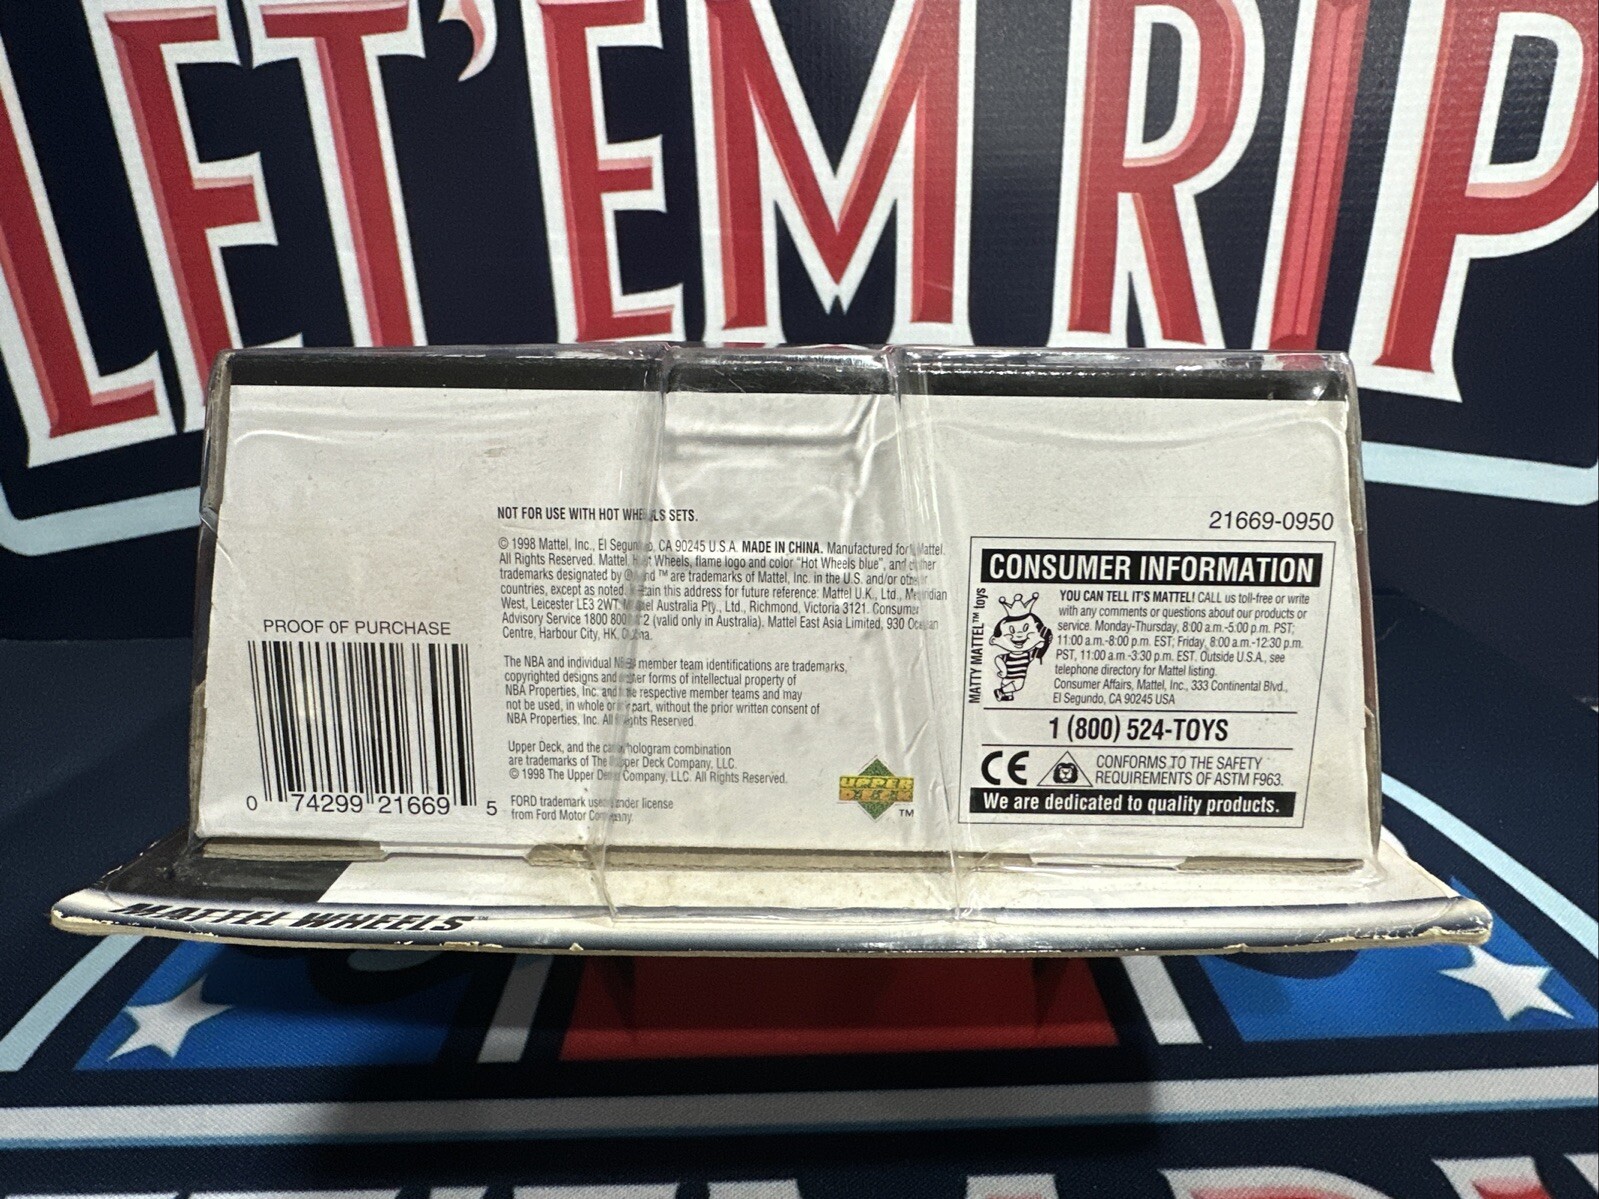 LET'EM RIP
NOT FOR USE WITH HOT WHEELS SETS.
© 1998 Mattel, Inc., El Segundo, CA 90245 U.S.A. MADE IN CHINA. Manufactured for Mattel.
All Rights Reserved. Mattel, Hot Wheels, flame logo and color "Hot Wheels blue", and other
trademarks designated by ® and ™ are trademarks of Mattel, Inc. in the U.S. and/or other
countries, except as noted. Retain this address for future reference: Mattel U.K., Ltd., Meridian
West, Leicester LE3 2WT. Mattel Australia Pty., Ltd., Richmond, Victoria 3121. Consumer
Advisory Service 1800 800 2 (valid only in Australia). Mattel East Asia Limited, 930 Ocean
Centre, Harbour City, HK, China.
The NBA and individual NBA member team identifications are trademarks,
copyrighted designs and other forms of intellectual property of
NBA Properties, Inc. and the respective member teams and may
not be used, in whole or in part, without the prior written consent of
NBA Properties, Inc. All Rights Reserved.
Upper Deck, and the card/hologram combination
are trademarks of The Upper Deck Company, LLC.
© 1998 The Upper Deck Company, LLC. All Rights Reserved.
FORD trademark used under license
from Ford Motor Company.
UPPER
DECK
™
PROOF OF PURCHASE
0 74299 21669 5
21669-0950
CONSUMER INFORMATION
MATTY MATTEL™ toys
YOU CAN TELL IT'S MATTEL! CALL us toll-free or write
with any comments or questions about our products or
service. Monday-Thursday, 8:00 a.m.-5:00 p.m. PST;
11:00 a.m.-8:00 p.m. EST; Friday, 8:00 a.m.-12:30 p.m.
PST, 11:00 a.m.-3:30 p.m. EST. Outside U.S.A., see
telephone directory for Mattel listing.
Consumer Affairs, Mattel, Inc., 333 Continental Blvd.,
El Segundo, CA 90245 USA
1 (800) 524-TOYS
CE
CONFORMS TO THE SAFETY
REQUIREMENTS OF ASTM F963.
We are dedicated to quality products.
MATTEL WHEELS™